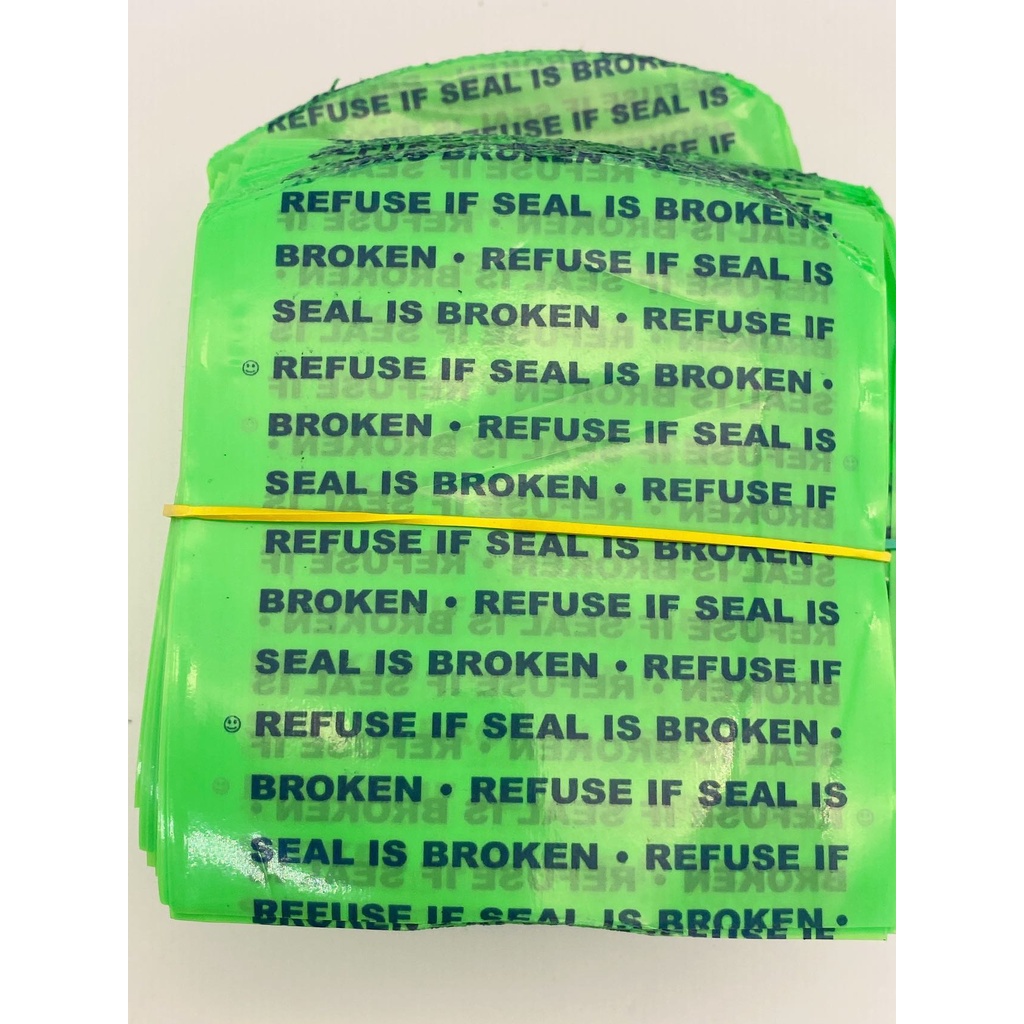 REFUSE IF SEAL IS BROKEN
REFUSE IF SEAL IS
REFUSE IF
BROKEN
REFUSE IF SEAL IS BROKEN
BROKEN • REFUSE IF SEAL IS
SEAL IS BROKEN • REFUSE IF
REFUSE IF SEAL IS BROKEN •
BROKEN • REFUSE IF SEAL IS
SEAL IS BROKEN • REFUSE IF
REFUSE IF SEAL IS BROKEN •
BROKEN • REFUSE IF SEAL IS
SEAL IS BROKEN • REFUSE IF
REFUSE IF SEAL IS BROKEN •
BROKEN • REFUSE IF SEAL IS
SEAL IS BROKEN • REFUSE IF
REFUSE IF SEAL IS BROKEN •